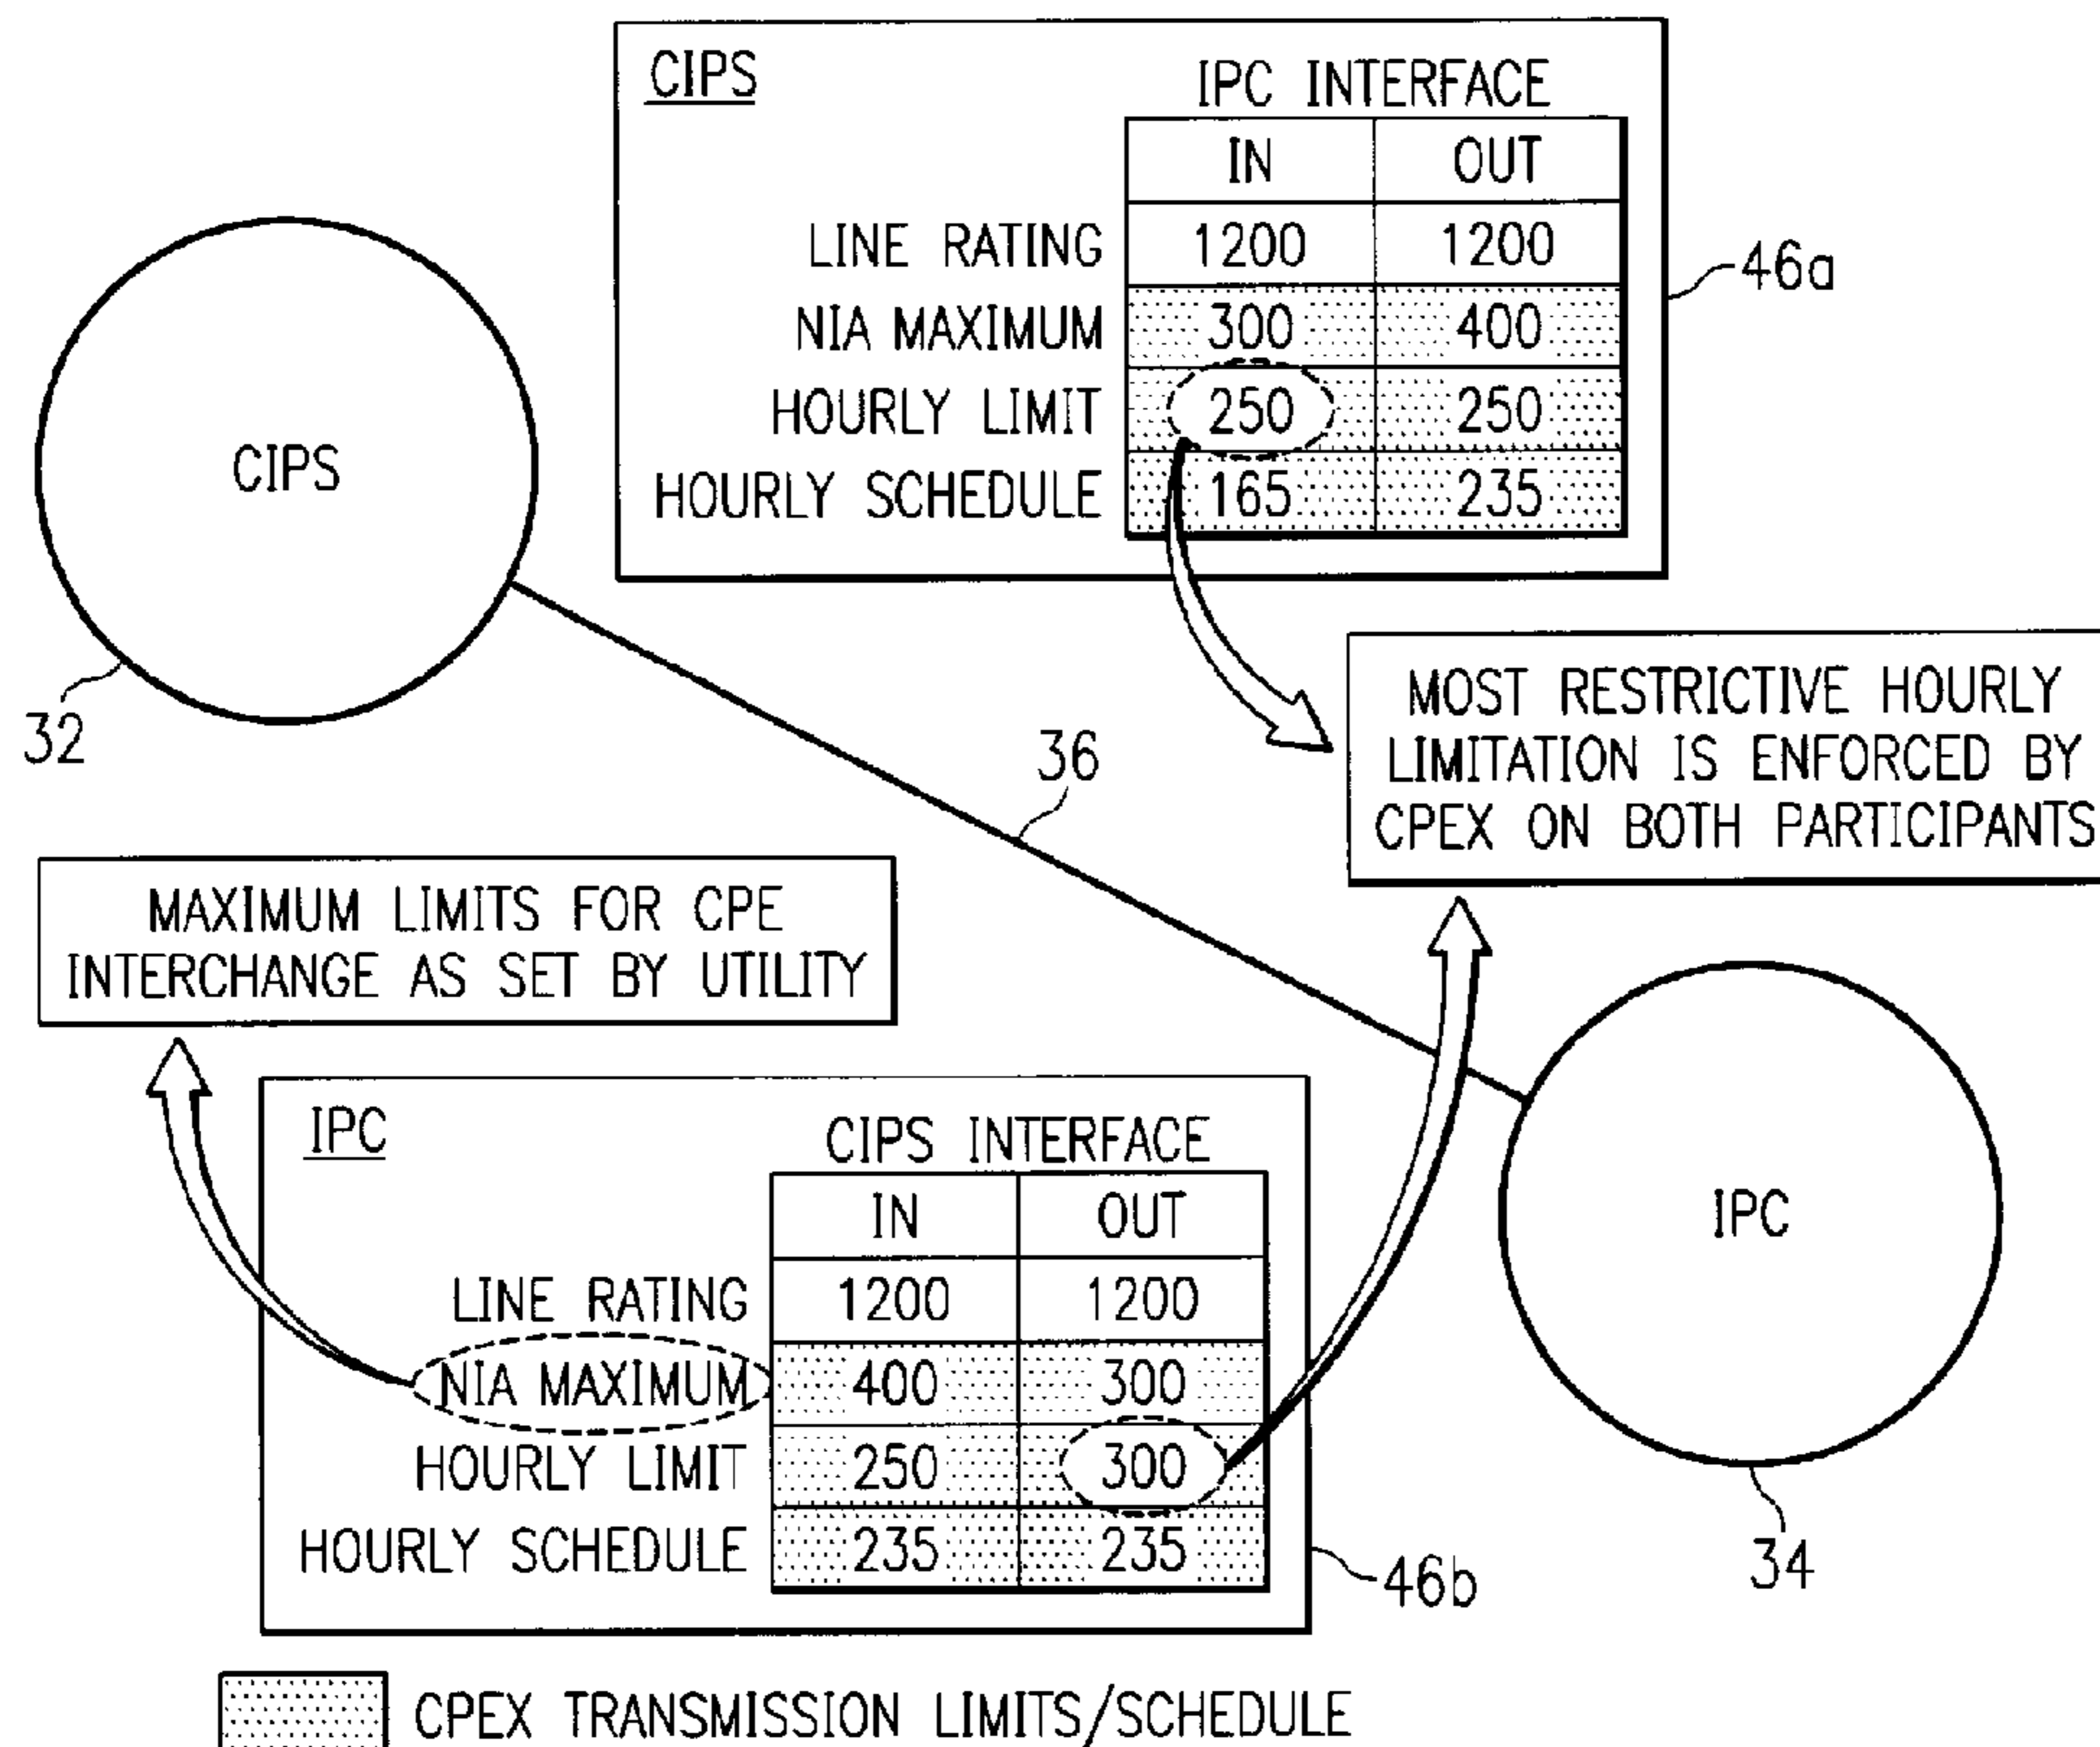 CIPS
IPC INTERFACE
IN OUT
LINE RATING 1200 1200
NIA MAXIMUM 300 400
HOURLY LIMIT 250 250
HOURLY SCHEDULE 165 235
46a
CIPS
32
36
MOST RESTRICTIVE HOURLY
LIMITATION IS ENFORCED BY
CPEX ON BOTH PARTICIPANTS
MAXIMUM LIMITS FOR CPE
INTERCHANGE AS SET BY UTILITY
IPC
CIPS INTERFACE
IN OUT
LINE RATING 1200 1200
NIA MAXIMUM 400 300
HOURLY LIMIT 250 300
HOURLY SCHEDULE 235 235
46b
IPC
34
CPEX TRANSMISSION LIMITS/SCHEDULE